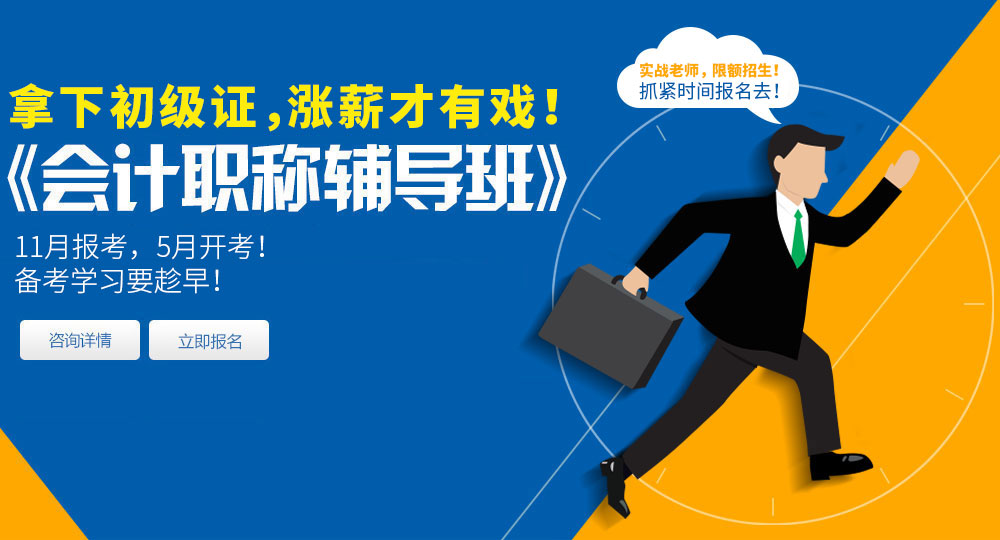 拿下初级证,涨薪才有戏！
《会计职称辅导班》
11月报考，5月开考！
备考学习要趁早！
咨询详情
立即报名
实战老师，限额招生！
抓紧时间报名去！